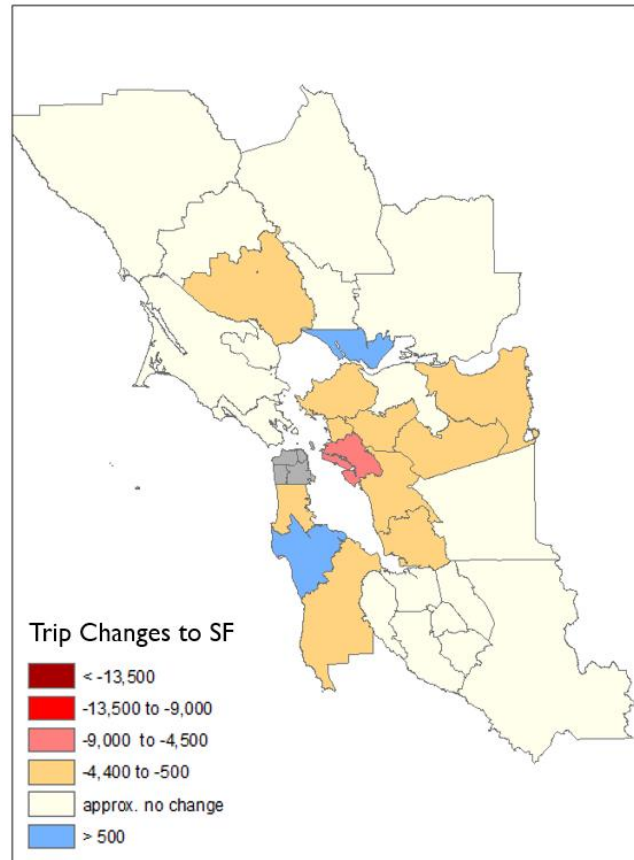 Trip Changes to SF
< -13,500
-13,500 to -9,000
-9,000 to -4,500
-4,400 to -500
approx. no change
> 500